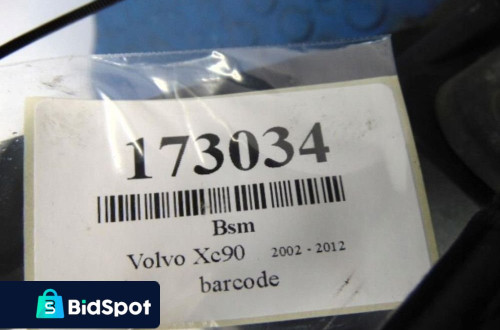 173034
Bsm
Volvo Xc90 2002 - 2012
barcode
BidSpot